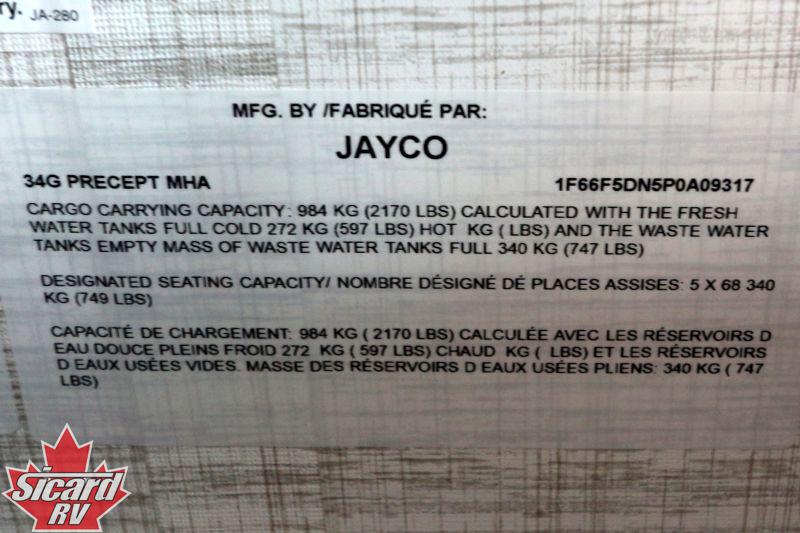 ry. JA-280
MFG. BY /FABRIQUÉ PAR:
JAYCO
34G PRECEPT MHA 1F66F5DN5P0A09317
CARGO CARRYING CAPACITY: 984 KG (2170 LBS) CALCULATED WITH THE FRESH
WATER TANKS FULL COLD 272 KG (597 LBS) HOT KG ( LBS) AND THE WASTE WATER
TANKS EMPTY MASS OF WASTE WATER TANKS FULL 340 KG (747 LBS)
DESIGNATED SEATING CAPACITY/ NOMBRE DÉSIGNÉ DÉ PLACES ASSISES: 5 X 68 340
KG (749 LBS)
CAPACITÉ DE CHARGEMENT: 984 KG ( 2170 LBS) CALCULÉE AVEC LES RÉSERVOIRS D
EAU DOUCE PLEINS FROID 272 KG ( 597 LBS) CHAUD KG ( LBS) ET LES RÉSERVOIRS
D EAUX USÉES VIDES. MASSE DES RÉSERVOIRS D EAUX USÉES PLIENS: 340 KG ( 747
LBS)
Sicard
RV